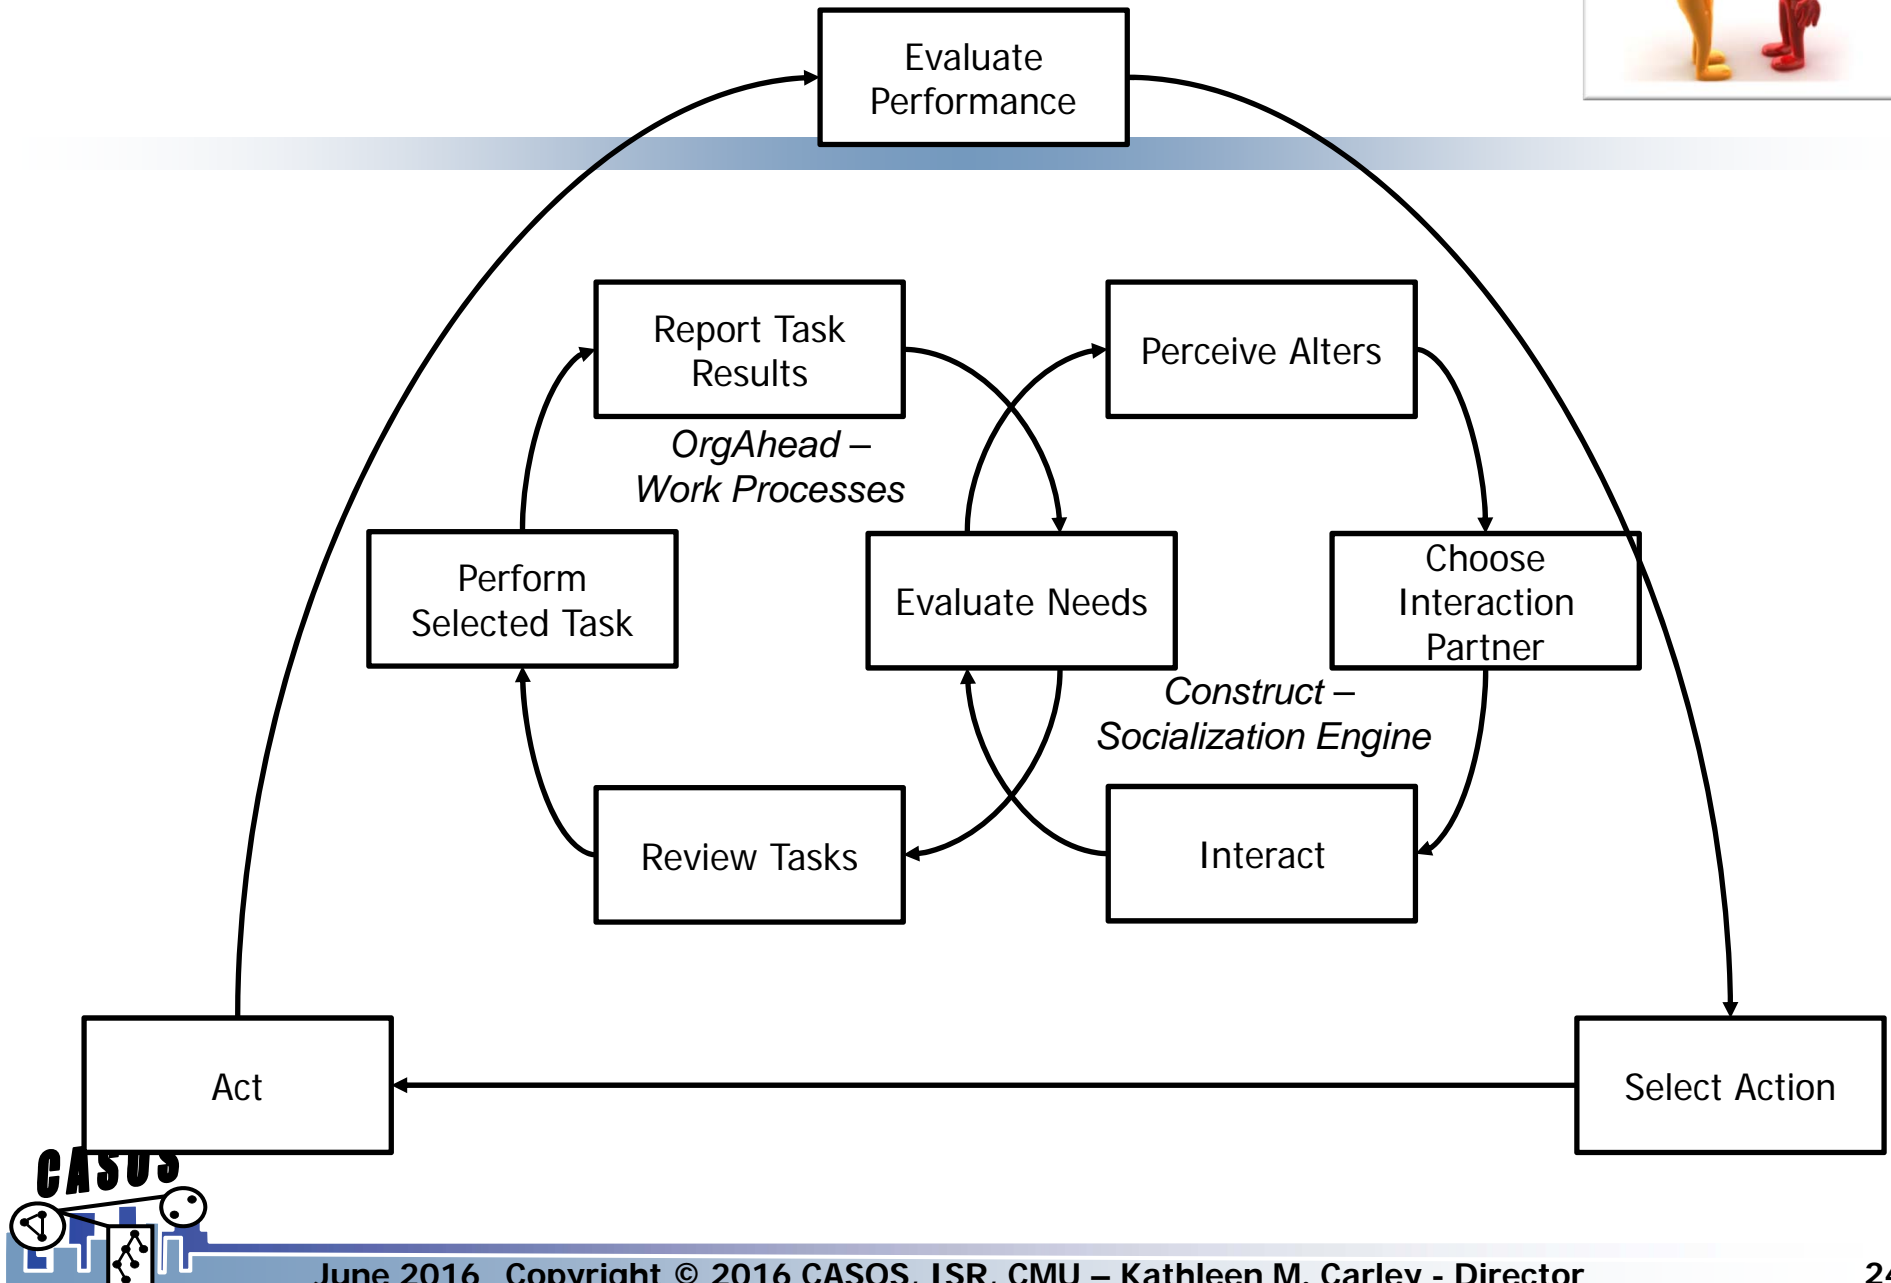 Evaluate
Performance
Report Task
Results
Perceive Alters
OrgAhead –
Work Processes
Perform
Selected Task
Evaluate Needs
Choose
Interaction
Partner
Construct –
Socialization Engine
Review Tasks
Interact
Act
Select Action
CASOS
June 2016 Copyright © 2016 CASOS, ISR, CMU – Kathleen M. Carley - Director